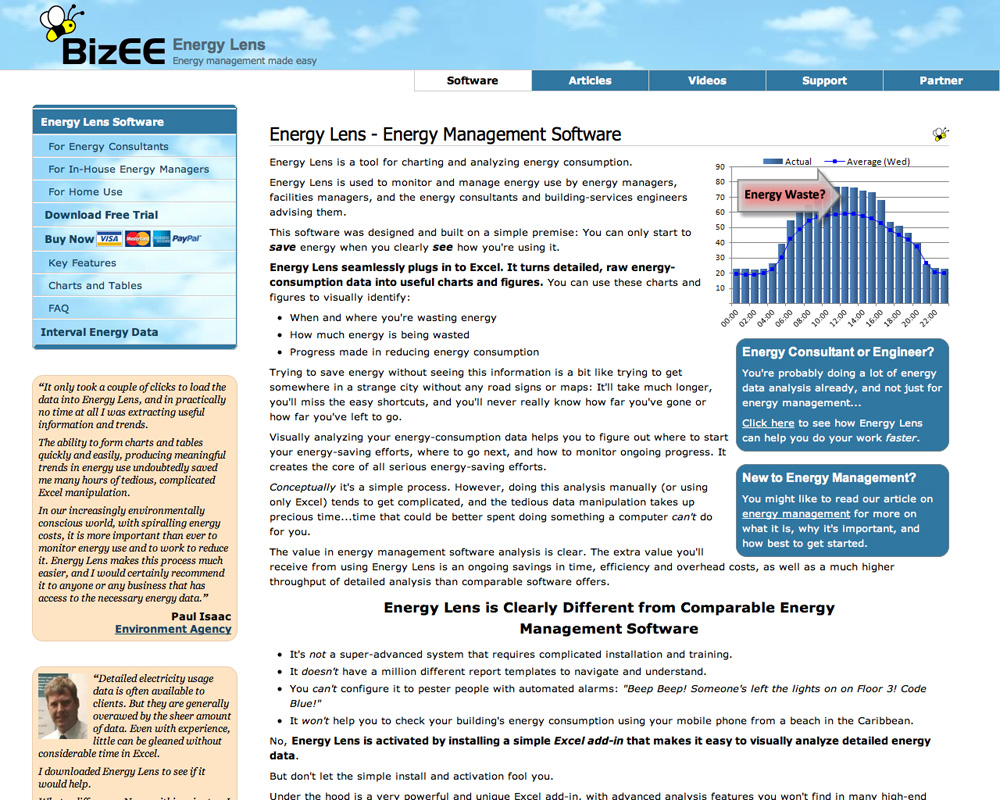 BizEE Energy Lens
Energy management made easy
Software Articles Videos Support Partner
Energy Lens Software
For Energy Consultants
For In-House Energy Managers
For Home Use
Download Free Trial
Buy Now VISA MasterCard PayPal
Key Features
Charts and Tables
FAQ
Interval Energy Data
“It only took a couple of clicks to load the
data into Energy Lens, and in practically
no time at all I was extracting useful
information and trends.
The ability to form charts and tables
quickly and easily, producing meaningful
trends in energy use undoubtedly saved
me many hours of tedious, complicated
Excel manipulation.
In our increasingly environmentally
conscious world, with spiralling energy
costs, it is more important than ever to
monitor energy use and to work to reduce
it. Energy Lens makes this process much
easier, and I would certainly recommend
it to anyone or any business that has
access to the necessary energy data.”
Paul Isaac
Environment Agency
“Detailed electricity usage
data is often available to
clients. But they are generally
overawed by the sheer amount
of data. Even with experience,
little can be gleaned without
considerable time in Excel.
I downloaded Energy Lens to see if it
would help.
Energy Lens - Energy Management Software
Energy Lens is a tool for charting and analyzing energy consumption.
Energy Lens is used to monitor and manage energy use by energy managers,
facilities managers, and the energy consultants and building-services engineers
advising them.
This software was designed and built on a simple premise: You can only start to
save energy when you clearly see how you're using it.
Energy Lens seamlessly plugs in to Excel. It turns detailed, raw energy-
consumption data into useful charts and figures. You can use these charts and
figures to visually identify:
• When and where you're wasting energy
• How much energy is being wasted
• Progress made in reducing energy consumption
Trying to save energy without seeing this information is a bit like trying to get
somewhere in a strange city without any road signs or maps: It'll take much longer,
you'll miss the easy shortcuts, and you'll never really know how far you've gone or
how far you've left to go.
Visually analyzing your energy-consumption data helps you to figure out where to start
your energy-saving efforts, where to go next, and how to monitor ongoing progress. It
creates the core of all serious energy-saving efforts.
Conceptually it's a simple process. However, doing this analysis manually (or using
only Excel) tends to get complicated, and the tedious data manipulation takes up
precious time...time that could be better spent doing something a computer can't do
for you.
The value in energy management software analysis is clear. The extra value you'll
receive from using Energy Lens is an ongoing savings in time, efficiency and overhead costs, as well as a much higher
throughput of detailed analysis than comparable software offers.
Actual Average (Wed)
90
80
70
60
50
40
30
20
10
Energy Waste?
00:00 02:00 04:00 06:00 08:00 10:00 12:00 14:00 16:00 18:00 20:00 22:00
Energy Consultant or Engineer?
You're probably doing a lot of energy
data analysis already, and not just for
energy management...
Click here to see how Energy Lens
can help you do your work faster.
New to Energy Management?
You might like to read our article on
energy management for more on
what it is, why it's important, and
how best to get started.
Energy Lens is Clearly Different from Comparable Energy
Management Software
• It's not a super-advanced system that requires complicated installation and training.
• It doesn't have a million different report templates to navigate and understand.
• You can't configure it to pester people with automated alarms: "Beep Beep! Someone's left the lights on on Floor 3! Code
Blue!"
• It won't help you to check your building's energy consumption using your mobile phone from a beach in the Caribbean.
No, Energy Lens is activated by installing a simple Excel add-in that makes it easy to visually analyze detailed energy
data.
But don't let the simple install and activation fool you.
Under the hood is a very powerful and unique Excel add-in, with advanced analysis features you won't find in many high-end